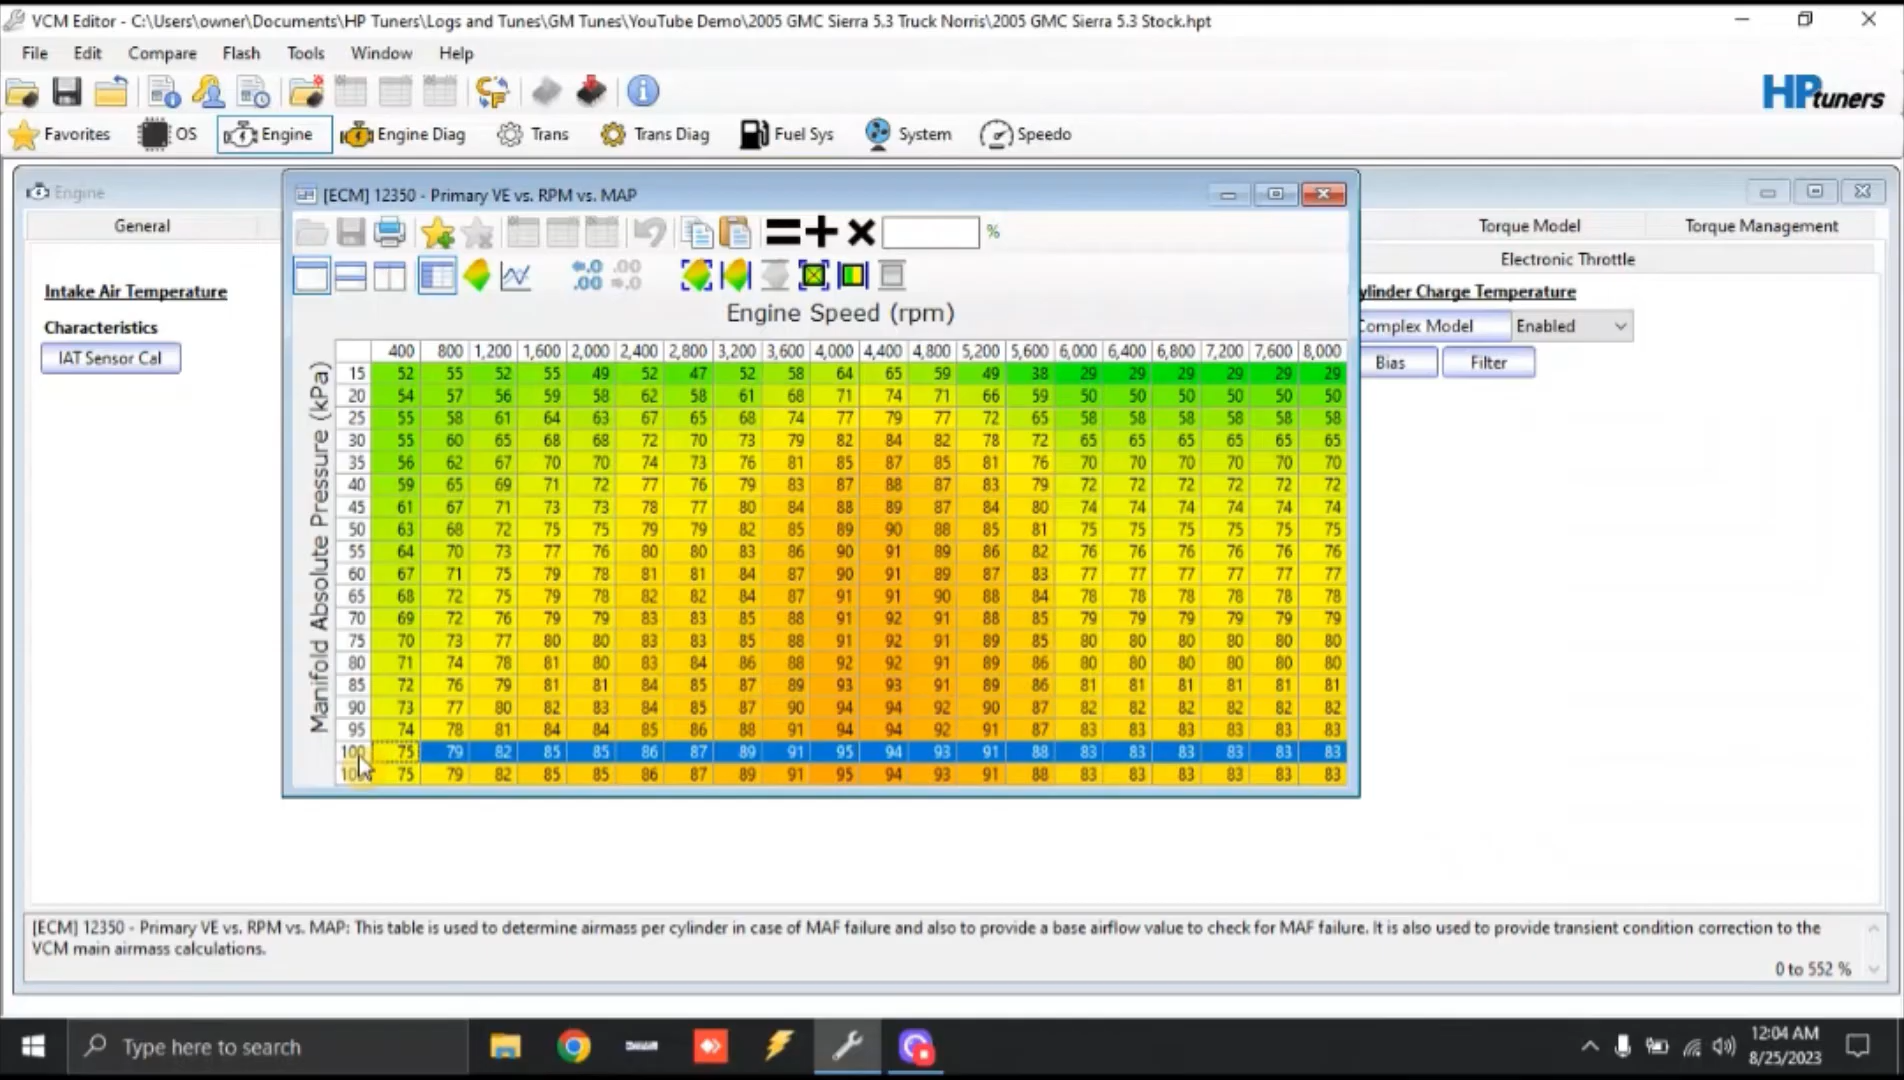 VCM Editor - C:\Users\owner\Documents\HP Tuners\Logs and Tunes\GM Tunes\YouTube Demo\2005 GMC Sierra 5.3 Truck Norris\2005 GMC Sierra 5.3 Stock.hpt
File Edit Compare Flash Tools Window Help
HP tuners
Favorites OS Engine Engine Diag Trans Trans Diag Fuel Sys System Speedo
Engine
[ECM] 12350 - Primary VE vs. RPM vs. MAP
General Torque Model Torque Management
%
Electronic Throttle
Intake Air Temperature
Characteristics
IAT Sensor Cal
ylinder Charge Temperature
Complex Model Enabled
Bias Filter
Engine Speed (rpm)
Manifold Absolute Pressure (kPa)
400 800 1,200 1,600 2,000 2,400 2,800 3,200 3,600 4,000 4,400 4,800 5,200 5,600 6,000 6,400 6,800 7,200 7,600 8,000
15 52 55 52 55 49 52 47 52 58 64 65 59 49 38 29 29 29 29 29 29
20 54 57 56 59 58 62 58 61 68 71 74 71 66 59 50 50 50 50 50 50
25 55 58 61 64 63 67 65 68 74 77 79 77 72 65 58 58 58 58 58 58
30 55 60 65 68 68 72 70 73 79 82 84 82 78 72 65 65 65 65 65 65
35 56 62 67 70 70 74 73 76 81 85 87 85 81 76 70 70 70 70 70 70
40 59 65 69 71 72 77 76 79 83 87 88 87 83 79 72 72 72 72 72 72
45 61 67 71 73 73 78 77 80 84 88 89 87 84 80 74 74 74 74 74 74
50 63 68 72 75 75 79 79 82 85 89 90 88 85 81 75 75 75 75 75 75
55 64 70 73 77 76 80 80 83 86 90 91 89 86 82 76 76 76 76 76 76
60 67 71 75 79 78 81 81 84 87 90 91 89 87 83 77 77 77 77 77 77
65 68 72 75 79 78 82 82 84 87 91 91 90 88 84 78 78 78 78 78 78
70 69 72 76 79 79 83 83 85 88 91 92 91 88 85 79 79 79 79 79 79
75 70 73 77 80 80 83 83 85 88 91 92 91 89 85 80 80 80 80 80 80
80 71 74 78 81 80 83 84 86 88 92 92 91 89 86 80 80 80 80 80 80
85 72 76 79 81 81 84 85 87 89 93 93 91 89 86 81 81 81 81 81 81
90 73 77 80 82 83 84 85 87 90 94 94 92 90 87 82 82 82 82 82 82
95 74 78 81 84 84 85 86 88 91 94 94 92 91 87 83 83 83 83 83 83
100 75 79 82 85 85 86 87 89 91 95 94 93 91 88 83 83 83 83 83 83
75 79 82 85 85 86 87 89 91 95 94 93 91 88 83 83 83 83 83 83
[ECM] 12350 - Primary VE vs. RPM vs. MAP: This table is used to determine airmass per cylinder in case of MAF failure and also to provide a base airflow value to check for MAF failure. It is also used to provide transient condition correction to the
VCM main airmass calculations.
0 to 552 %
Type here to search
12:04 AM
8/25/2023